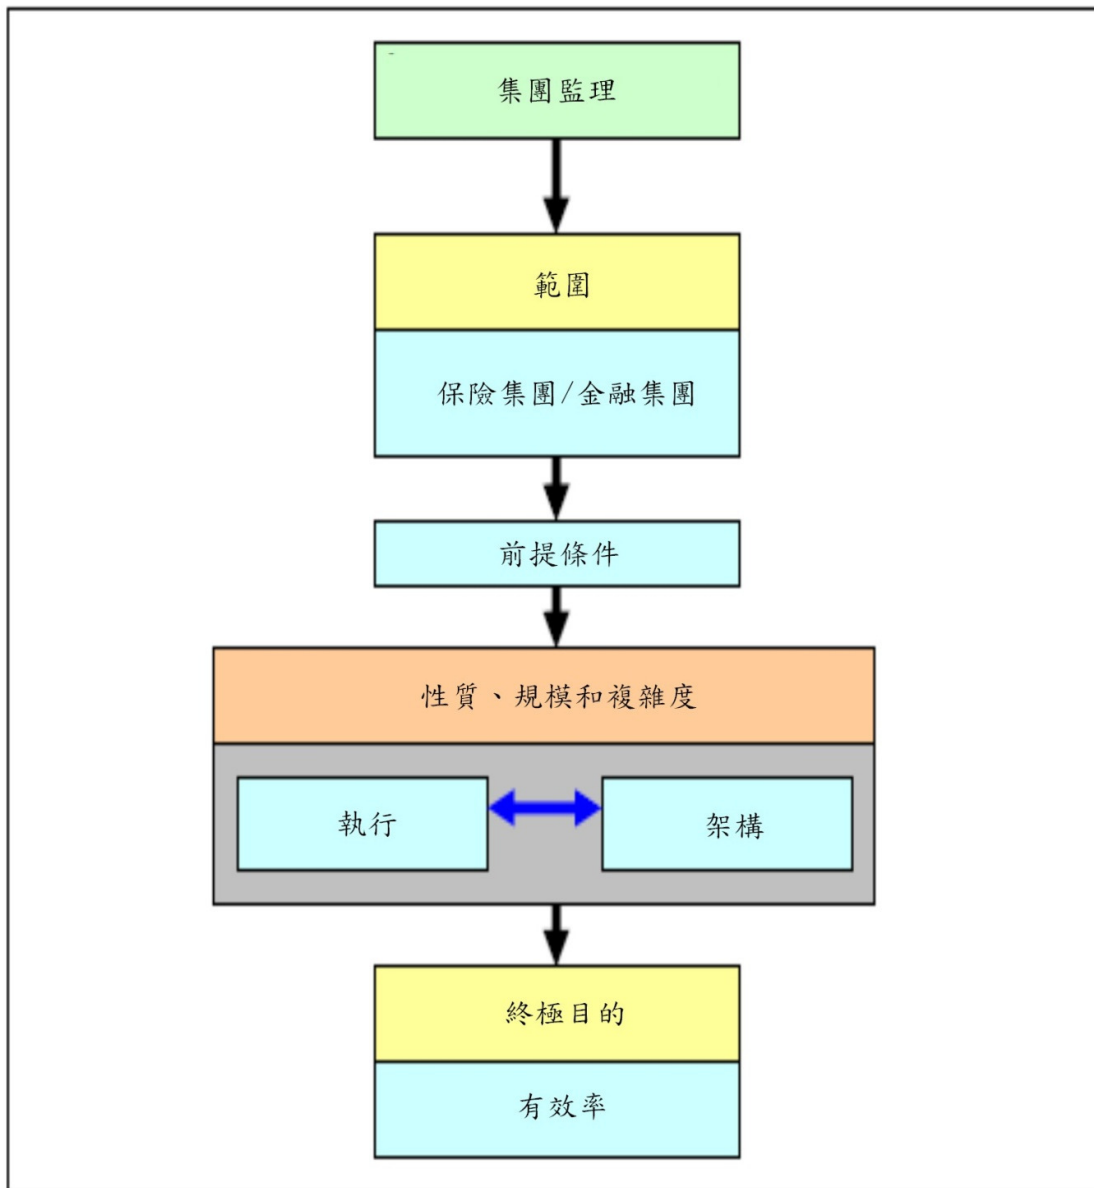 集團監理
範圍
保險集團/金融集團
前提條件
性質、規模和複雜度
執行
架構
終極目的
有效率